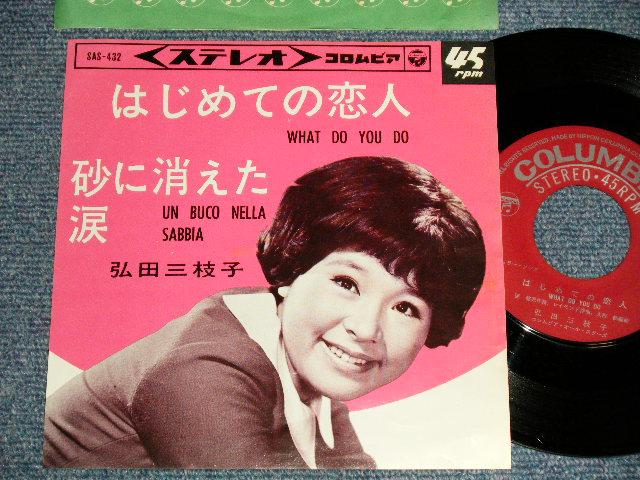 SAS-432
<ステレオ>
コロムビア
45
rpm
はじめての恋人
WHAT DO YOU DO
砂に消えた
涙
UN BUCO NELLA
SABBIA
弘田三枝子
COLUMB
STEREO・45RPM
はじめての恋人
WHAT DO YOU DO
弘田三枝子